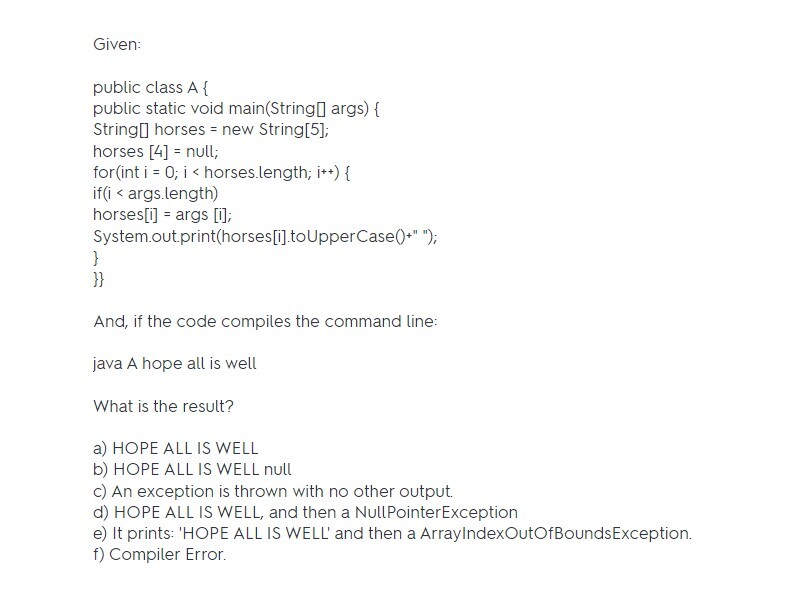 Given:
public class A {
public static void main(String[] args) {
String[] horses = new String[5];
horses [4] = null;
for(int i = 0; i < horses.length; i++) {
if(i < args.length)
horses[i] = args [i];
System.out.print(horses[i].toUpperCase()+" ");
}
}}
And, if the code compiles the command line:
java A hope all is well
What is the result?
a) HOPE ALL IS WELL
b) HOPE ALL IS WELL null
c) An exception is thrown with no other output.
d) HOPE ALL IS WELL, and then a NullPointerException
e) It prints: 'HOPE ALL IS WELL' and then a ArrayIndexOutOfBoundsException.
f) Compiler Error.